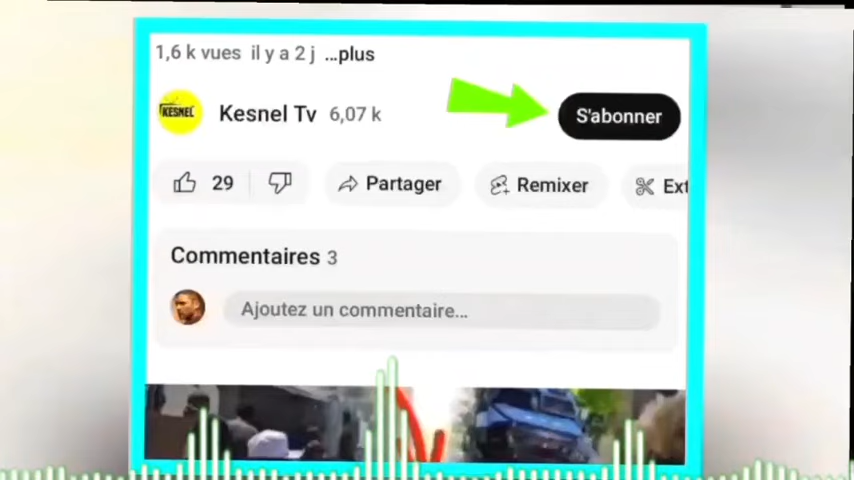 1,6 k vues il y a 2 j ...plus
KESNEL
Kesnel Tv 6,07 k
S'abonner
29
Partager
Remixer
Ext
Commentaires 3
Ajoutez un commentaire...